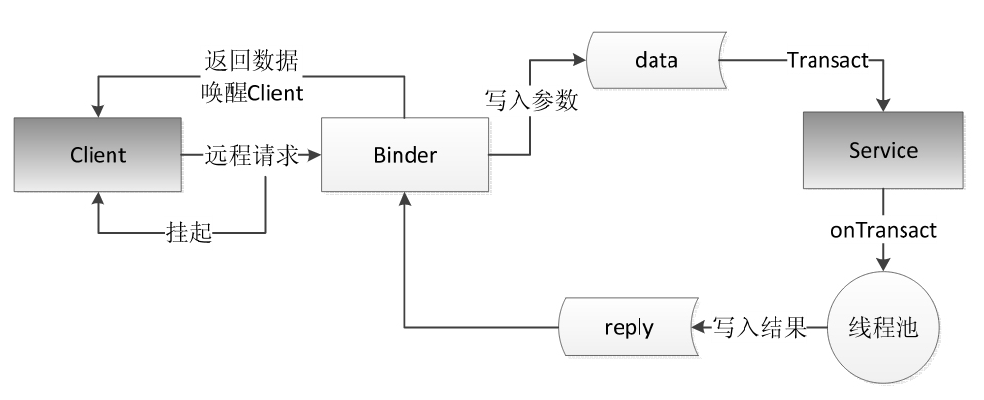 返回数据
唤醒Client
data
Transact
写入参数
Client
远程请求
Binder
Service
挂起
onTransact
reply
写入结果
线程池